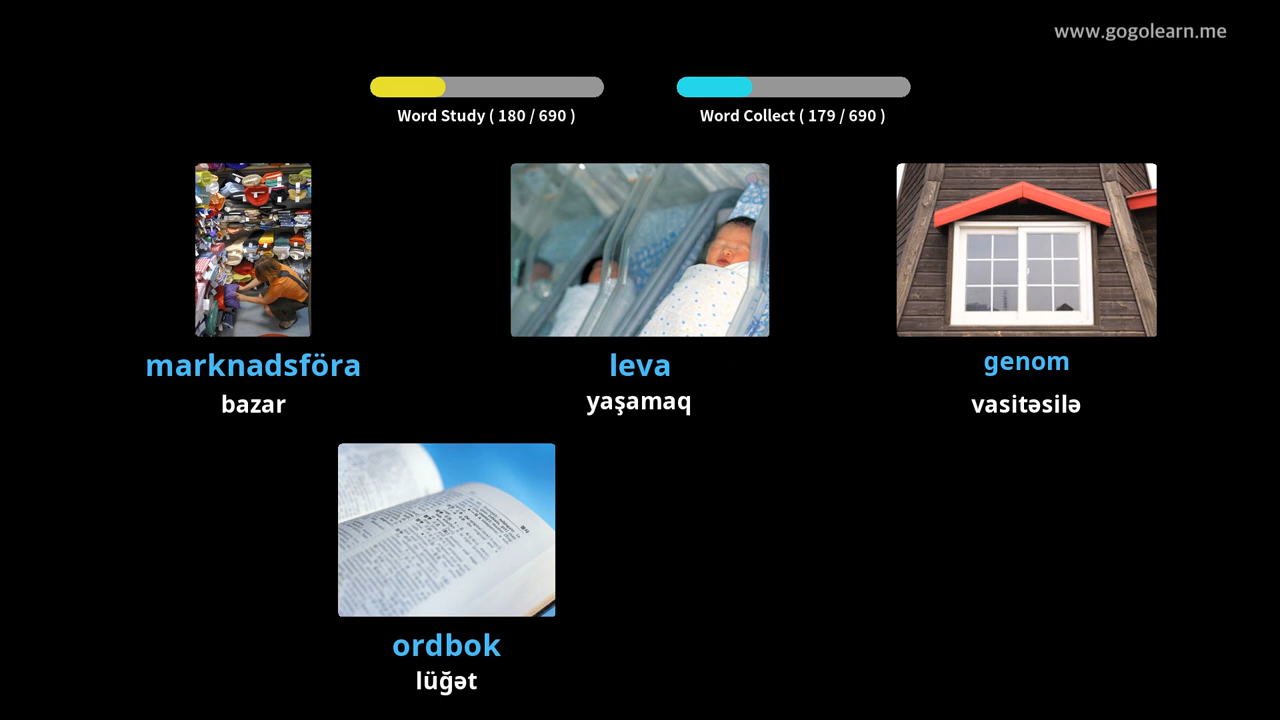 www.gogolearn.me
Word Study ( 180 / 690 )
Word Collect ( 179 / 690 )
marknadsföra
bazar
leva
yaşamaq
genom
vasitəsilə
ordbok
lüğət